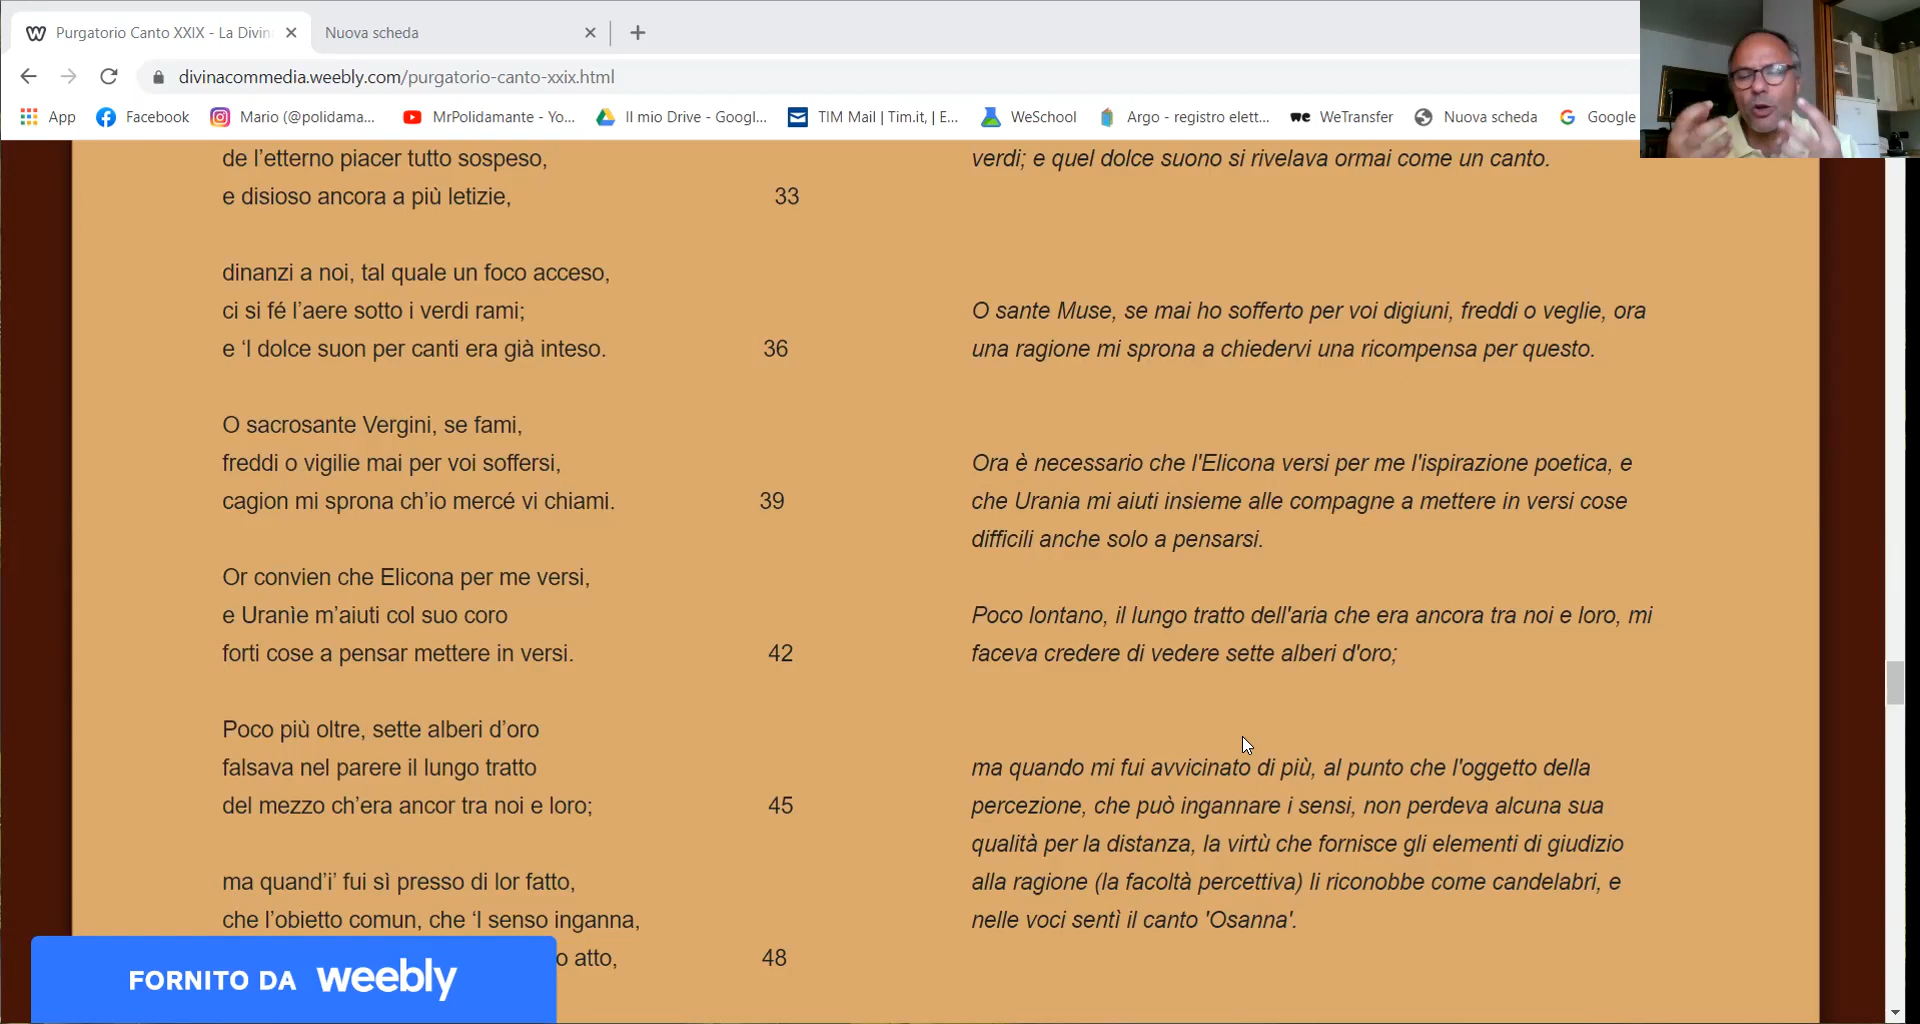 Purgatorio Canto XXIX - La Divin
Nuova scheda
divinacommedia.weebly.com/purgatorio-canto-xxix.html
App
Facebook
Mario (@polidama...
MrPolidamante - Yo...
Il mio Drive - Googl...
TIM Mail | Tim.it, | E...
WeSchool
Argo - registro elett...
WeTransfer
Nuova scheda
Google
de l’etterno piacer tutto sospeso,
e disioso ancora a più letizie, 33
dinanzi a noi, tal quale un foco acceso,
ci si fé l’aere sotto i verdi rami;
e ‘l dolce suon per canti era già inteso. 36
O sacrosante Vergini, se fami,
freddi o vigilie mai per voi soffersi,
cagion mi sprona ch’io mercé vi chiami. 39
Or convien che Elicona per me versi,
e Uranìe m’aiuti col suo coro
forti cose a pensar mettere in versi. 42
Poco più oltre, sette alberi d’oro
falsava nel parere il lungo tratto
del mezzo ch’era ancor tra noi e loro; 45
ma quand’i’ fui sì presso di lor fatto,
che l’obietto comun, che ‘l senso inganna,
o atto, 48
verdi; e quel dolce suono si rivelava ormai come un canto.
O sante Muse, se mai ho sofferto per voi digiuni, freddi o veglie, ora
una ragione mi sprona a chiedervi una ricompensa per questo.
Ora è necessario che l'Elicona versi per me l'ispirazione poetica, e
che Urania mi aiuti insieme alle compagne a mettere in versi cose
difficili anche solo a pensarsi.
Poco lontano, il lungo tratto dell'aria che era ancora tra noi e loro, mi
faceva credere di vedere sette alberi d'oro;
ma quando mi fui avvicinato di più, al punto che l'oggetto della
percezione, che può ingannare i sensi, non perdeva alcuna sua
qualità per la distanza, la virtù che fornisce gli elementi di giudizio
alla ragione (la facoltà percettiva) li riconobbe come candelabri, e
nelle voci sentì il canto 'Osanna'.
FORNITO DA weebly